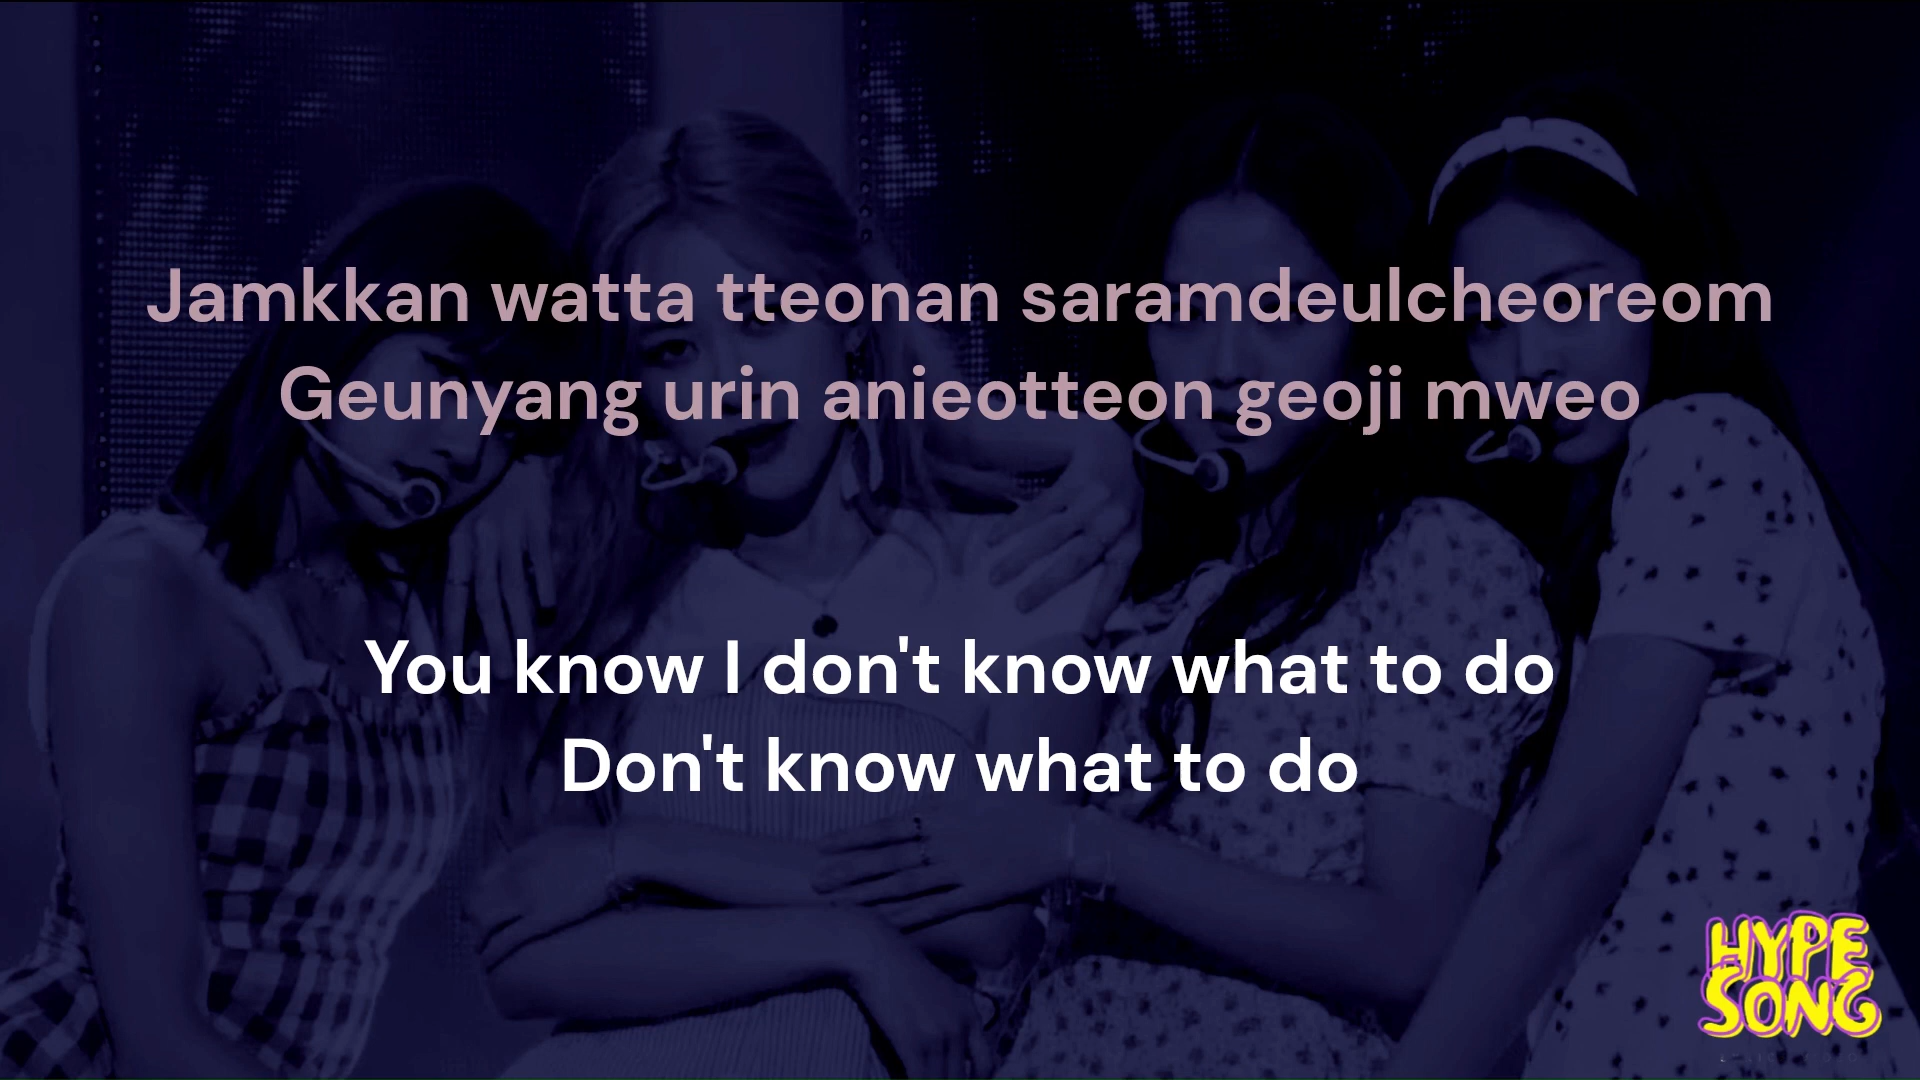 Jamkkan watta tteonan saramdeulcheoreom
Geunyang urin anieotteon geoji mweo
You know I don't know what to do
Don't know what to do
HYPE
SONG